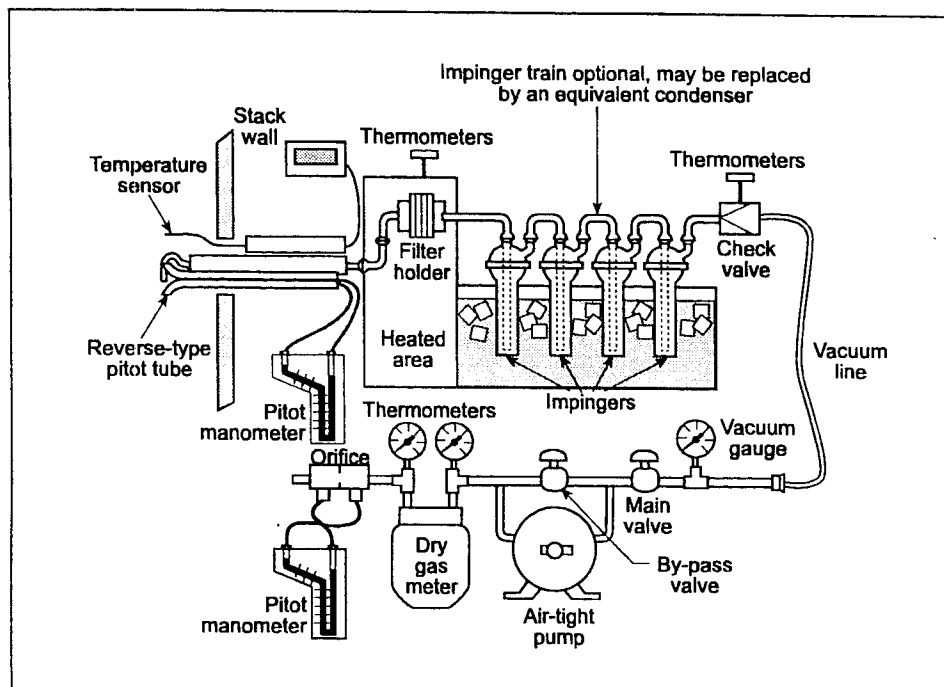 Impinger train optional, may be replaced
by an equivalent condenser
Stack
wall
Thermometers
Thermometers
Temperature
sensor
Filter
holder
Check
valve
Reverse-type
pitot tube
Heated
area
Vacuum
line
Impingers
Pitot
manometer
Thermometers
Vacuum
gauge
Orifice
Main
valve
Dry
gas
meter
By-pass
valve
Pitot
manometer
Air-tight
pump